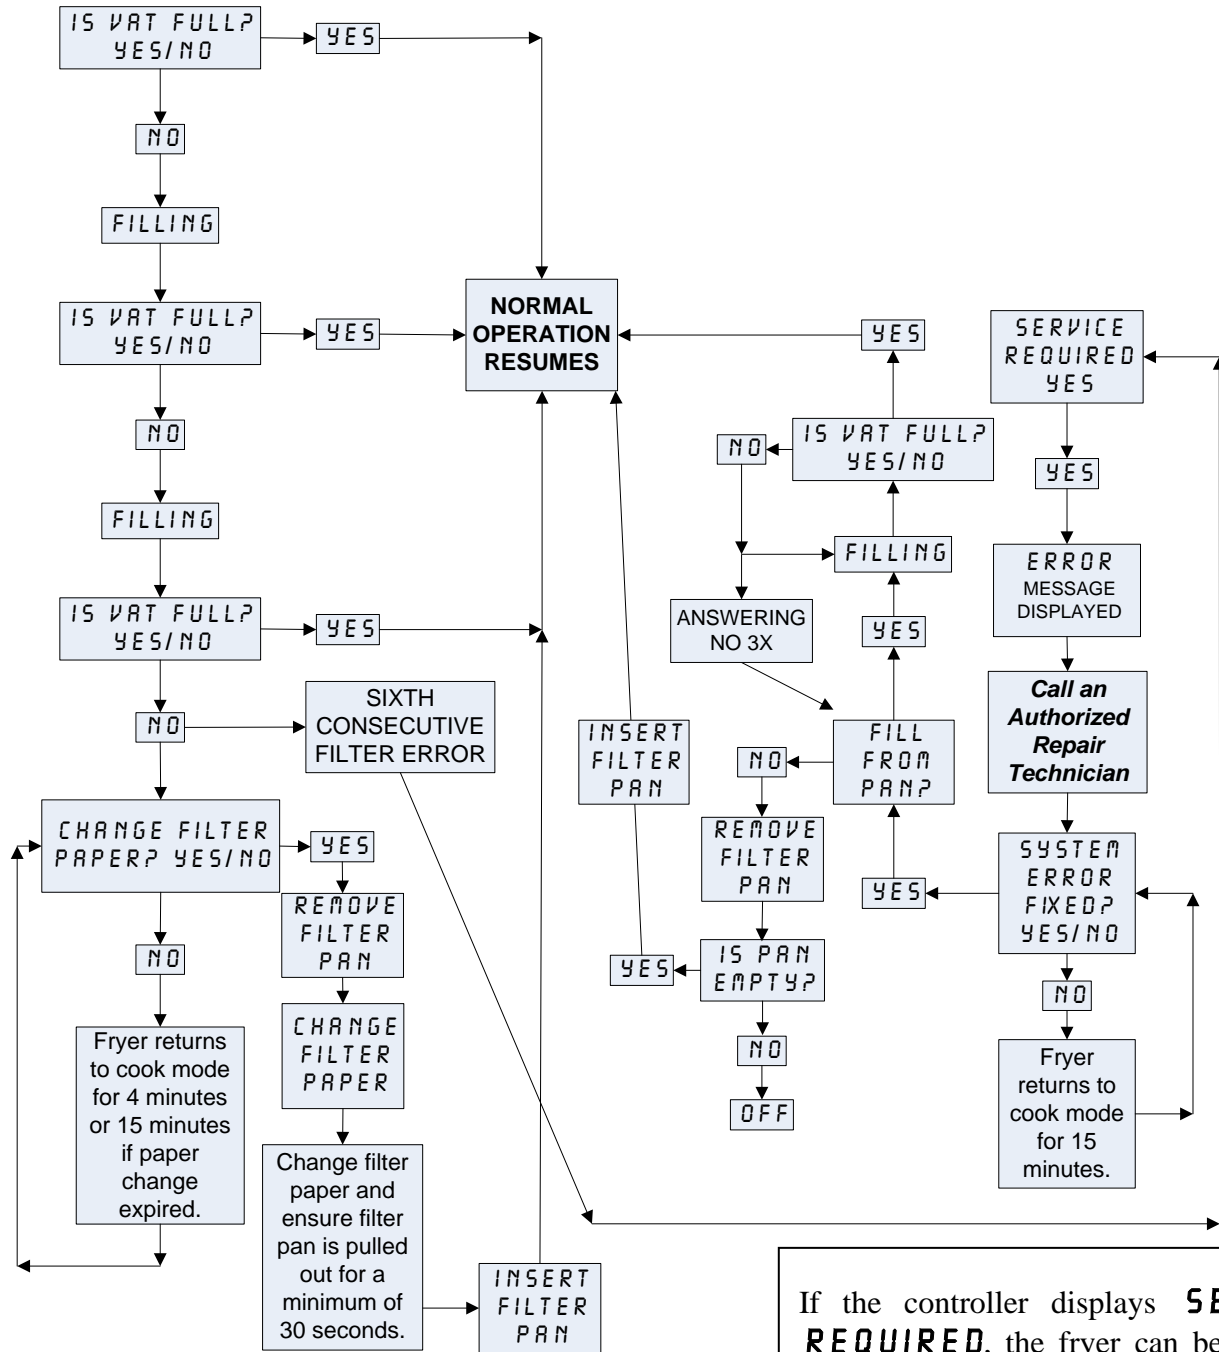 IS VAT FULL?
YES/NO
YES
NO
FILLING
IS VAT FULL?
YES/NO
YES
NO
FILLING
IS VAT FULL?
YES/NO
YES
NO
SIXTH
CONSECUTIVE
FILTER ERROR
CHANGE FILTER
PAPER? YES/NO
YES
REMOVE
FILTER
PAN
CHANGE
FILTER
PAPER
Change filter
paper and
ensure filter
pan is pulled
out for a
minimum of
30 seconds.
INSERT
FILTER
PAN
NO
Fryer returns
to cook mode
for 4 minutes
or 15 minutes
if paper
change
expired.
NORMAL
OPERATION
RESUMES
YES
IS VAT FULL?
YES/NO
NO
FILLING
ANSWERING
NO 3X
YES
FILL
FROM
PAN?
NO
REMOVE
FILTER
PAN
IS PAN
EMPTY?
YES
INSERT
FILTER
PAN
NO
OFF
SERVICE
REQUIRED
YES
YES
ERROR
MESSAGE
DISPLAYED
Call an
Authorized
Repair
Technician
SYSTEM
ERROR
FIXED?
YES/NO
YES
NO
Fryer
returns to
cook mode
for 15
minutes.
If the controller displays
REQUIRED, the fryer can be